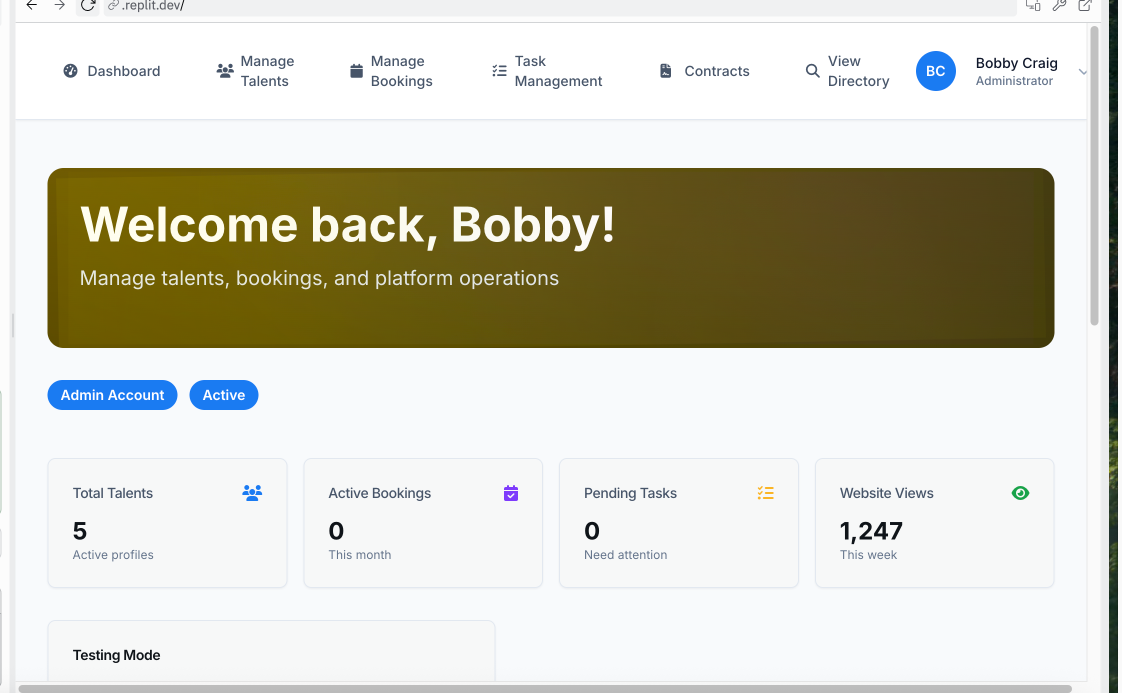 .replit.dev/
Dashboard
Manage
Talents
Manage
Bookings
Task
Management
Contracts
View
Directory
BC
Bobby Craig
Administrator
Welcome back, Bobby!
Manage talents, bookings, and platform operations
Admin Account
Active
Total Talents
5
Active profiles
Active Bookings
0
This month
Pending Tasks
0
Need attention
Website Views
1,247
This week
Testing Mode